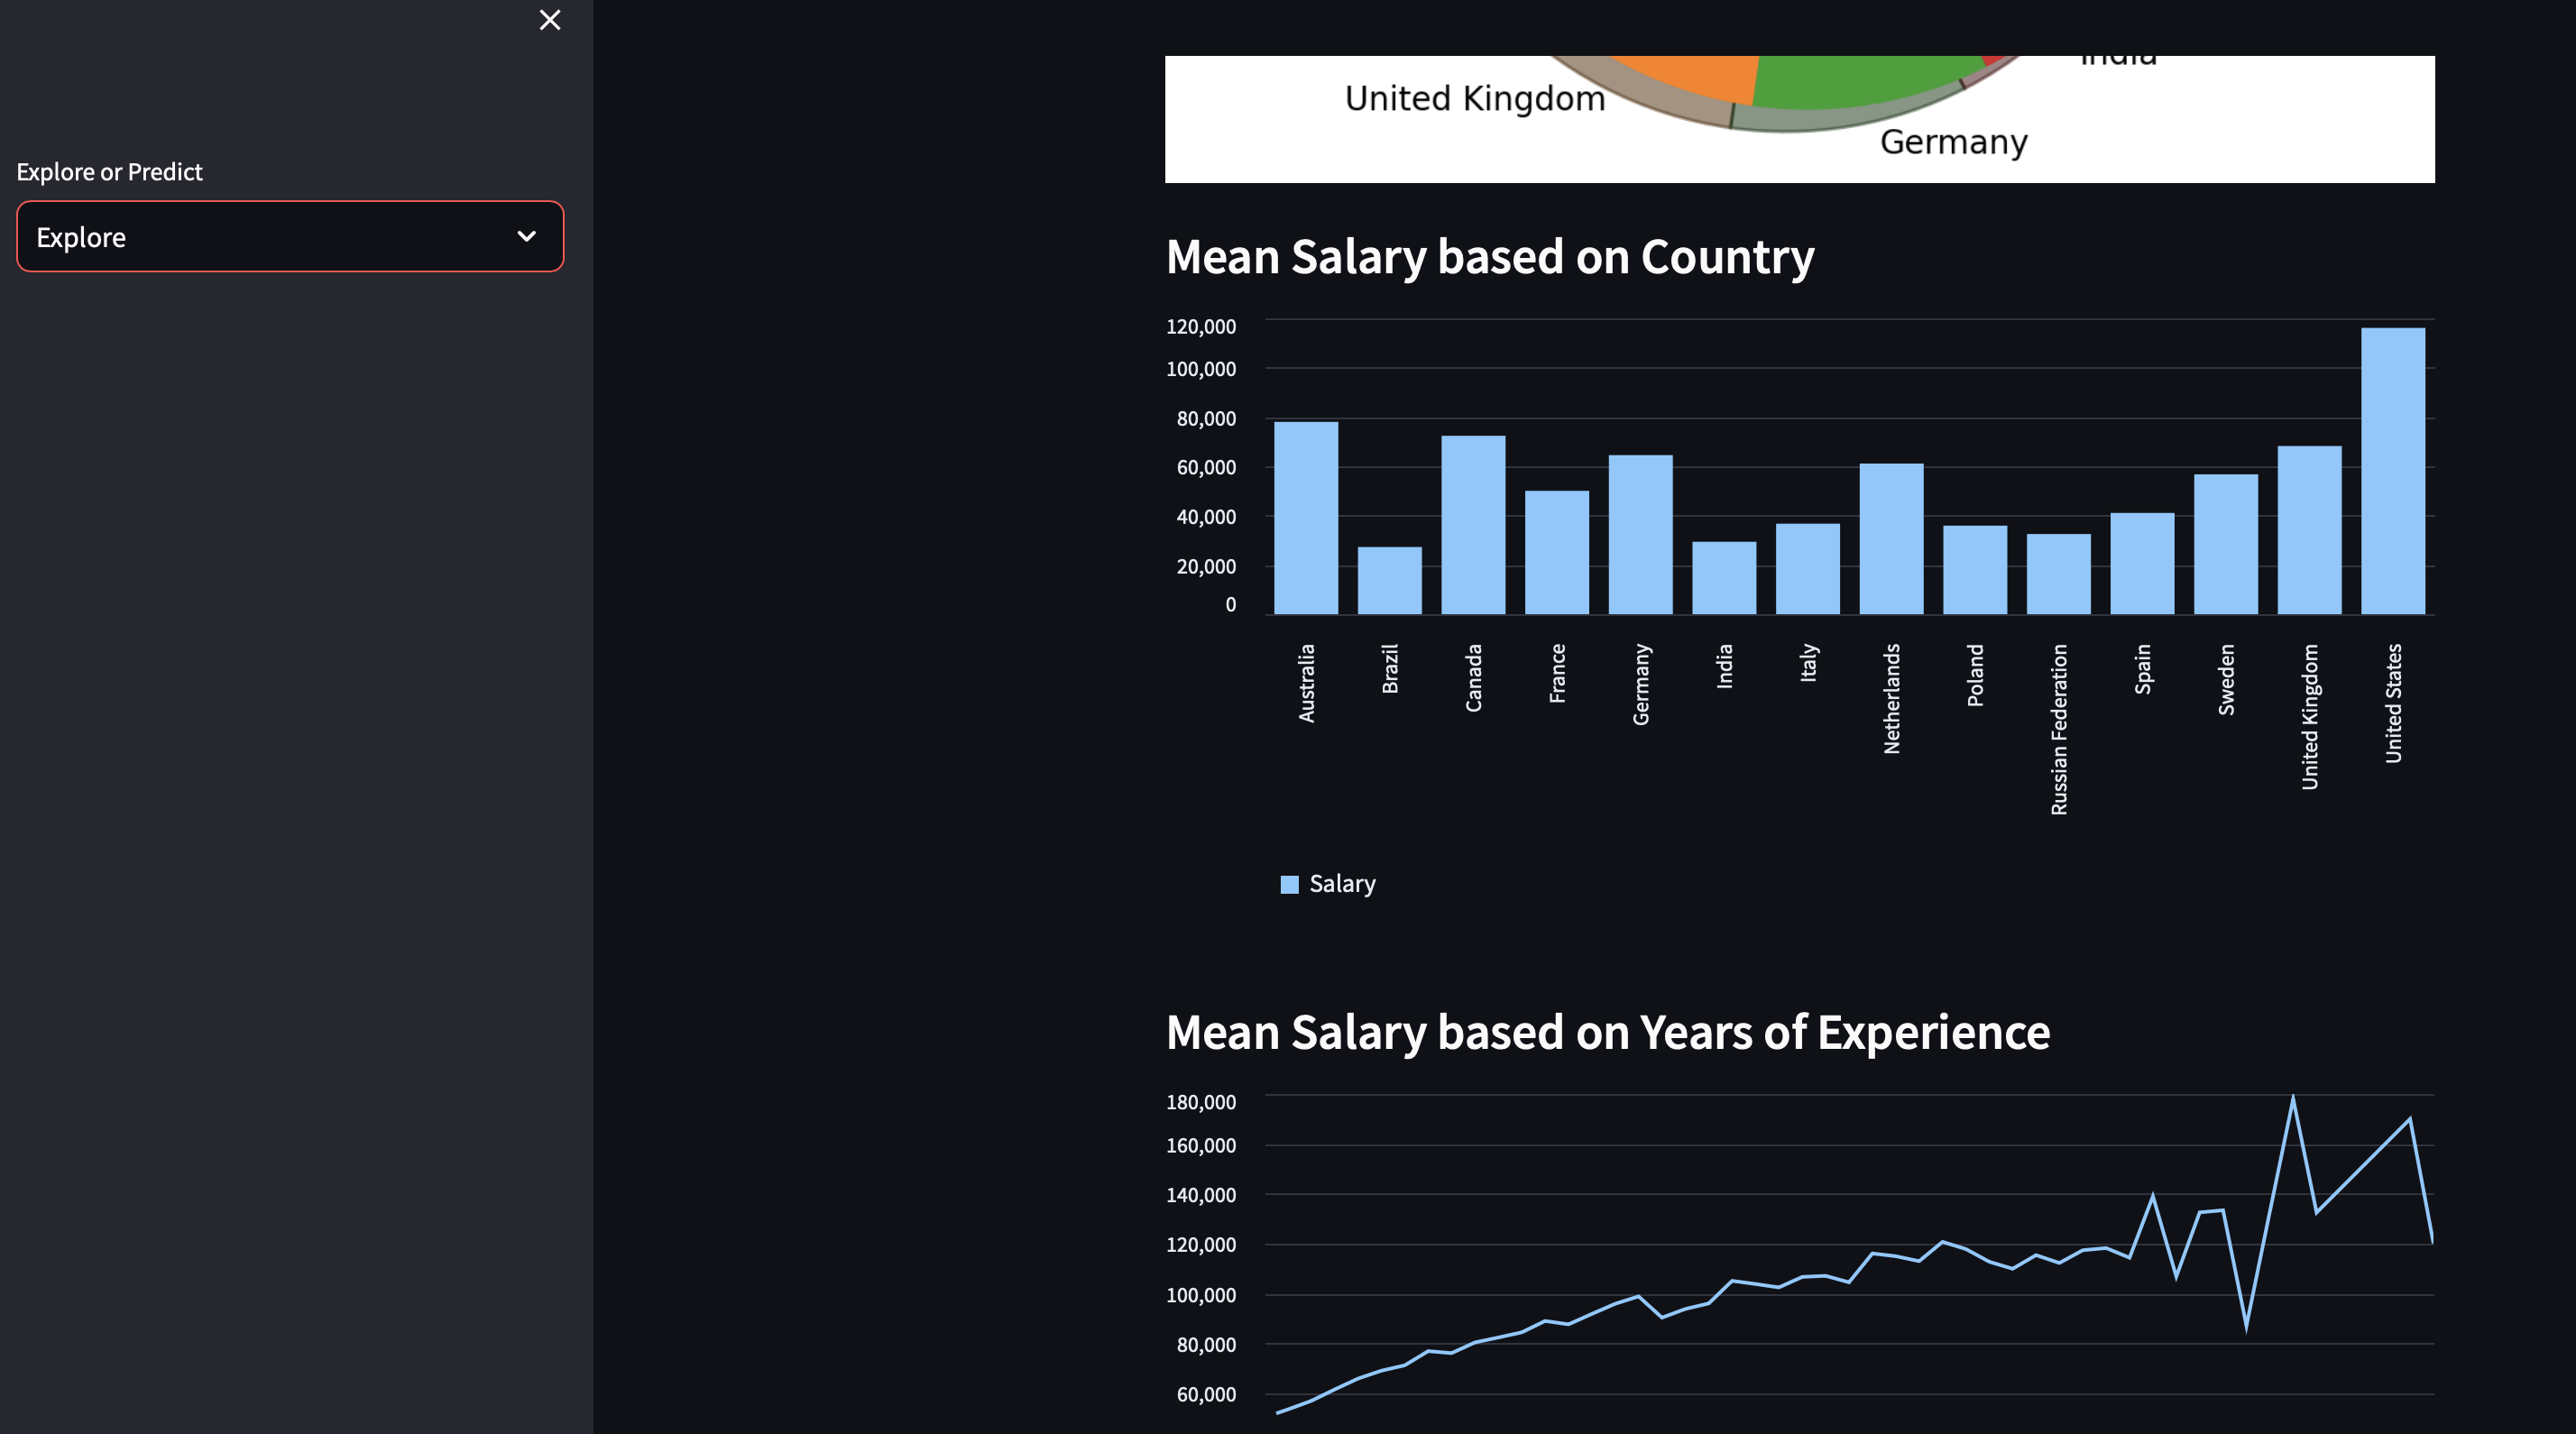 Explore or Predict
Explore
India
United Kingdom
Germany
Mean Salary based on Country
120,000
100,000
80,000
60,000
40,000
20,000
0
Australia
Brazil
Canada
France
Germany
India
Italy
Netherlands
Poland
Russian Federation
Spain
Sweden
United Kingdom
United States
Salary
Mean Salary based on Years of Experience
180,000
160,000
140,000
120,000
100,000
80,000
60,000